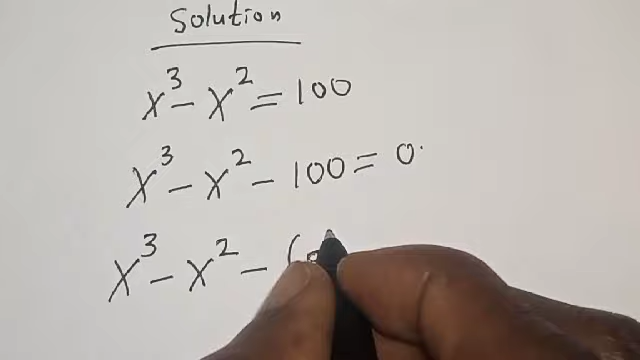 Solution
x³ - x² = 100
x³ - x² - 100 = 0
x³ - x² - (